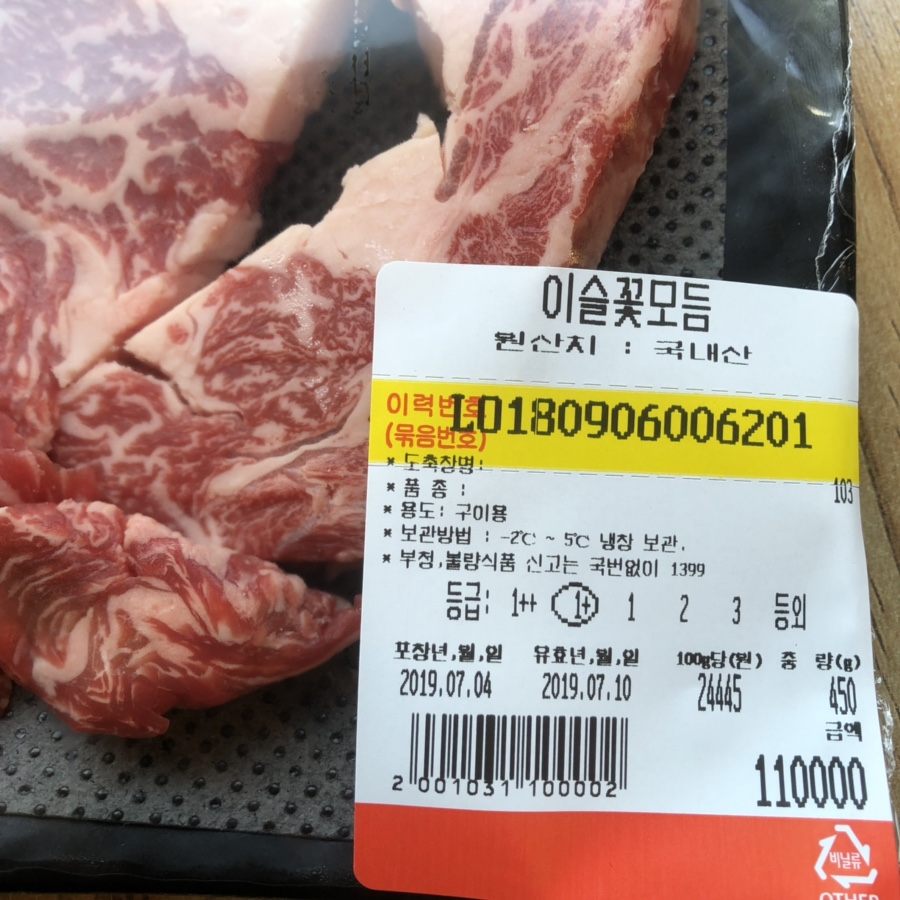 이슬꽃모듬
원산지 : 국내산
이력번호
(묶음번호)
L01180906006201
* 도축장명:
* 품 종 :
103
* 용도: 구이용
* 보관방법 : -2℃ ~ 5℃ 냉장 보관.
* 부정,불량식품 신고는 국번없이 1399
등급: 1++ 1+ 1 2 3 등외
포장년,월,일 유효년,월,일 100g당(원) 중 량(g)
2019.07.04 2019.07.10 24445 450
금액
110000
2 001031 100002
비닐류
OTHER